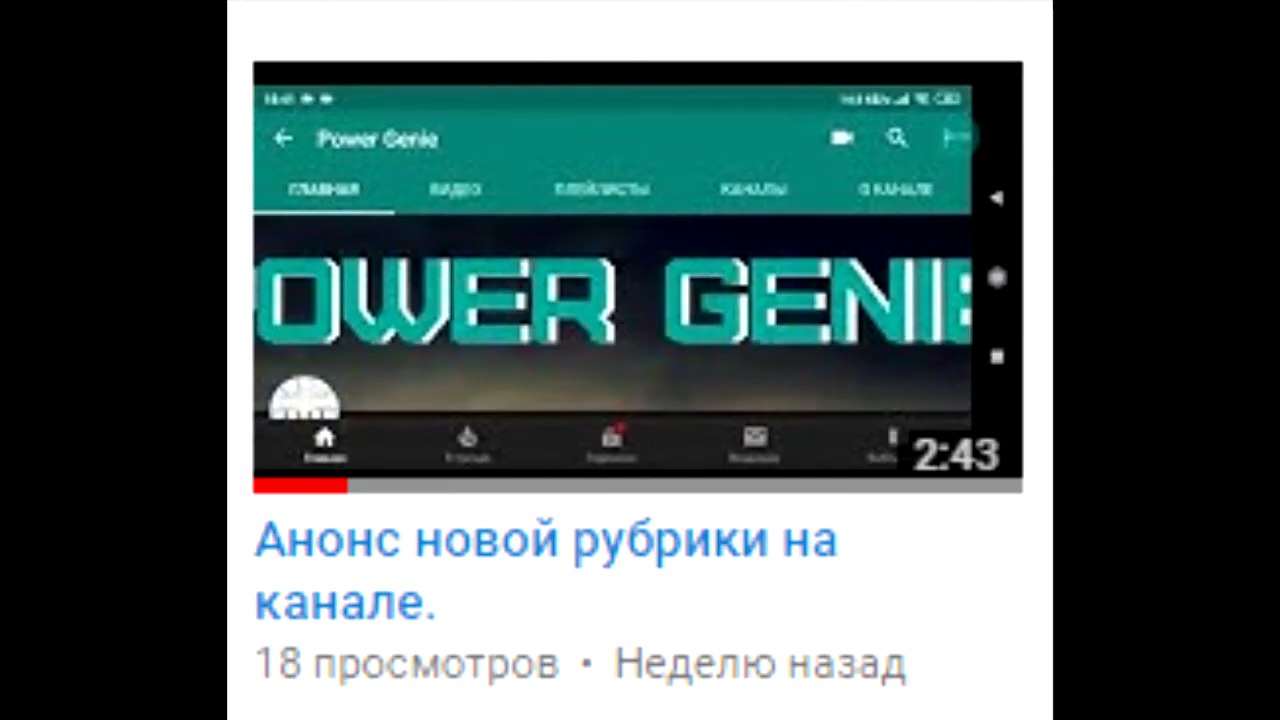 Power Genie
ГЛАВНАЯ ВИДЕО ПЛЕЙЛИСТЫ КАНАЛЫ О КАНАЛЕ
OWER GENIE
2:43
Анонс новой рубрики на
канале.
18 просмотров • Неделю назад